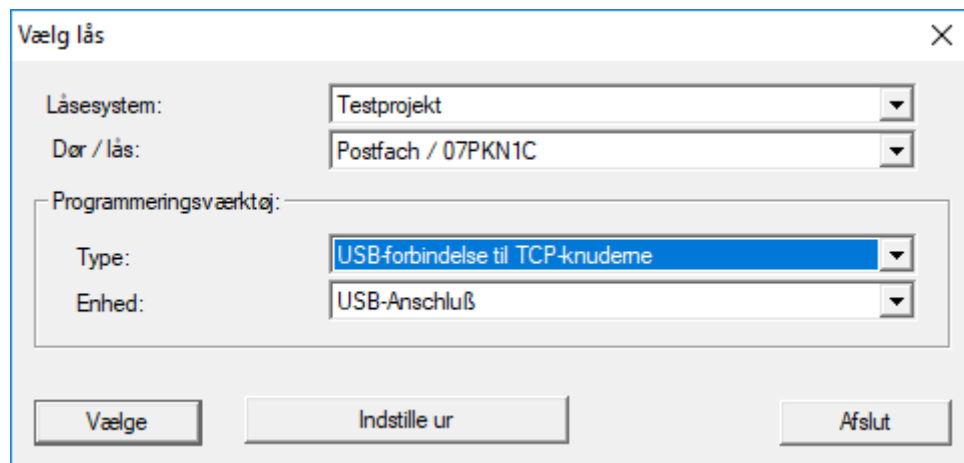 Vælg lås
Låsesystem: Testprojekt
Dør / lås: Postfach / 07PKN1C
Programmeringsværktøj:
Type: USB-forbindelse til TCP-knuderne
Enhed: USB-Anschluß
Vælge Indstille ur Afslut